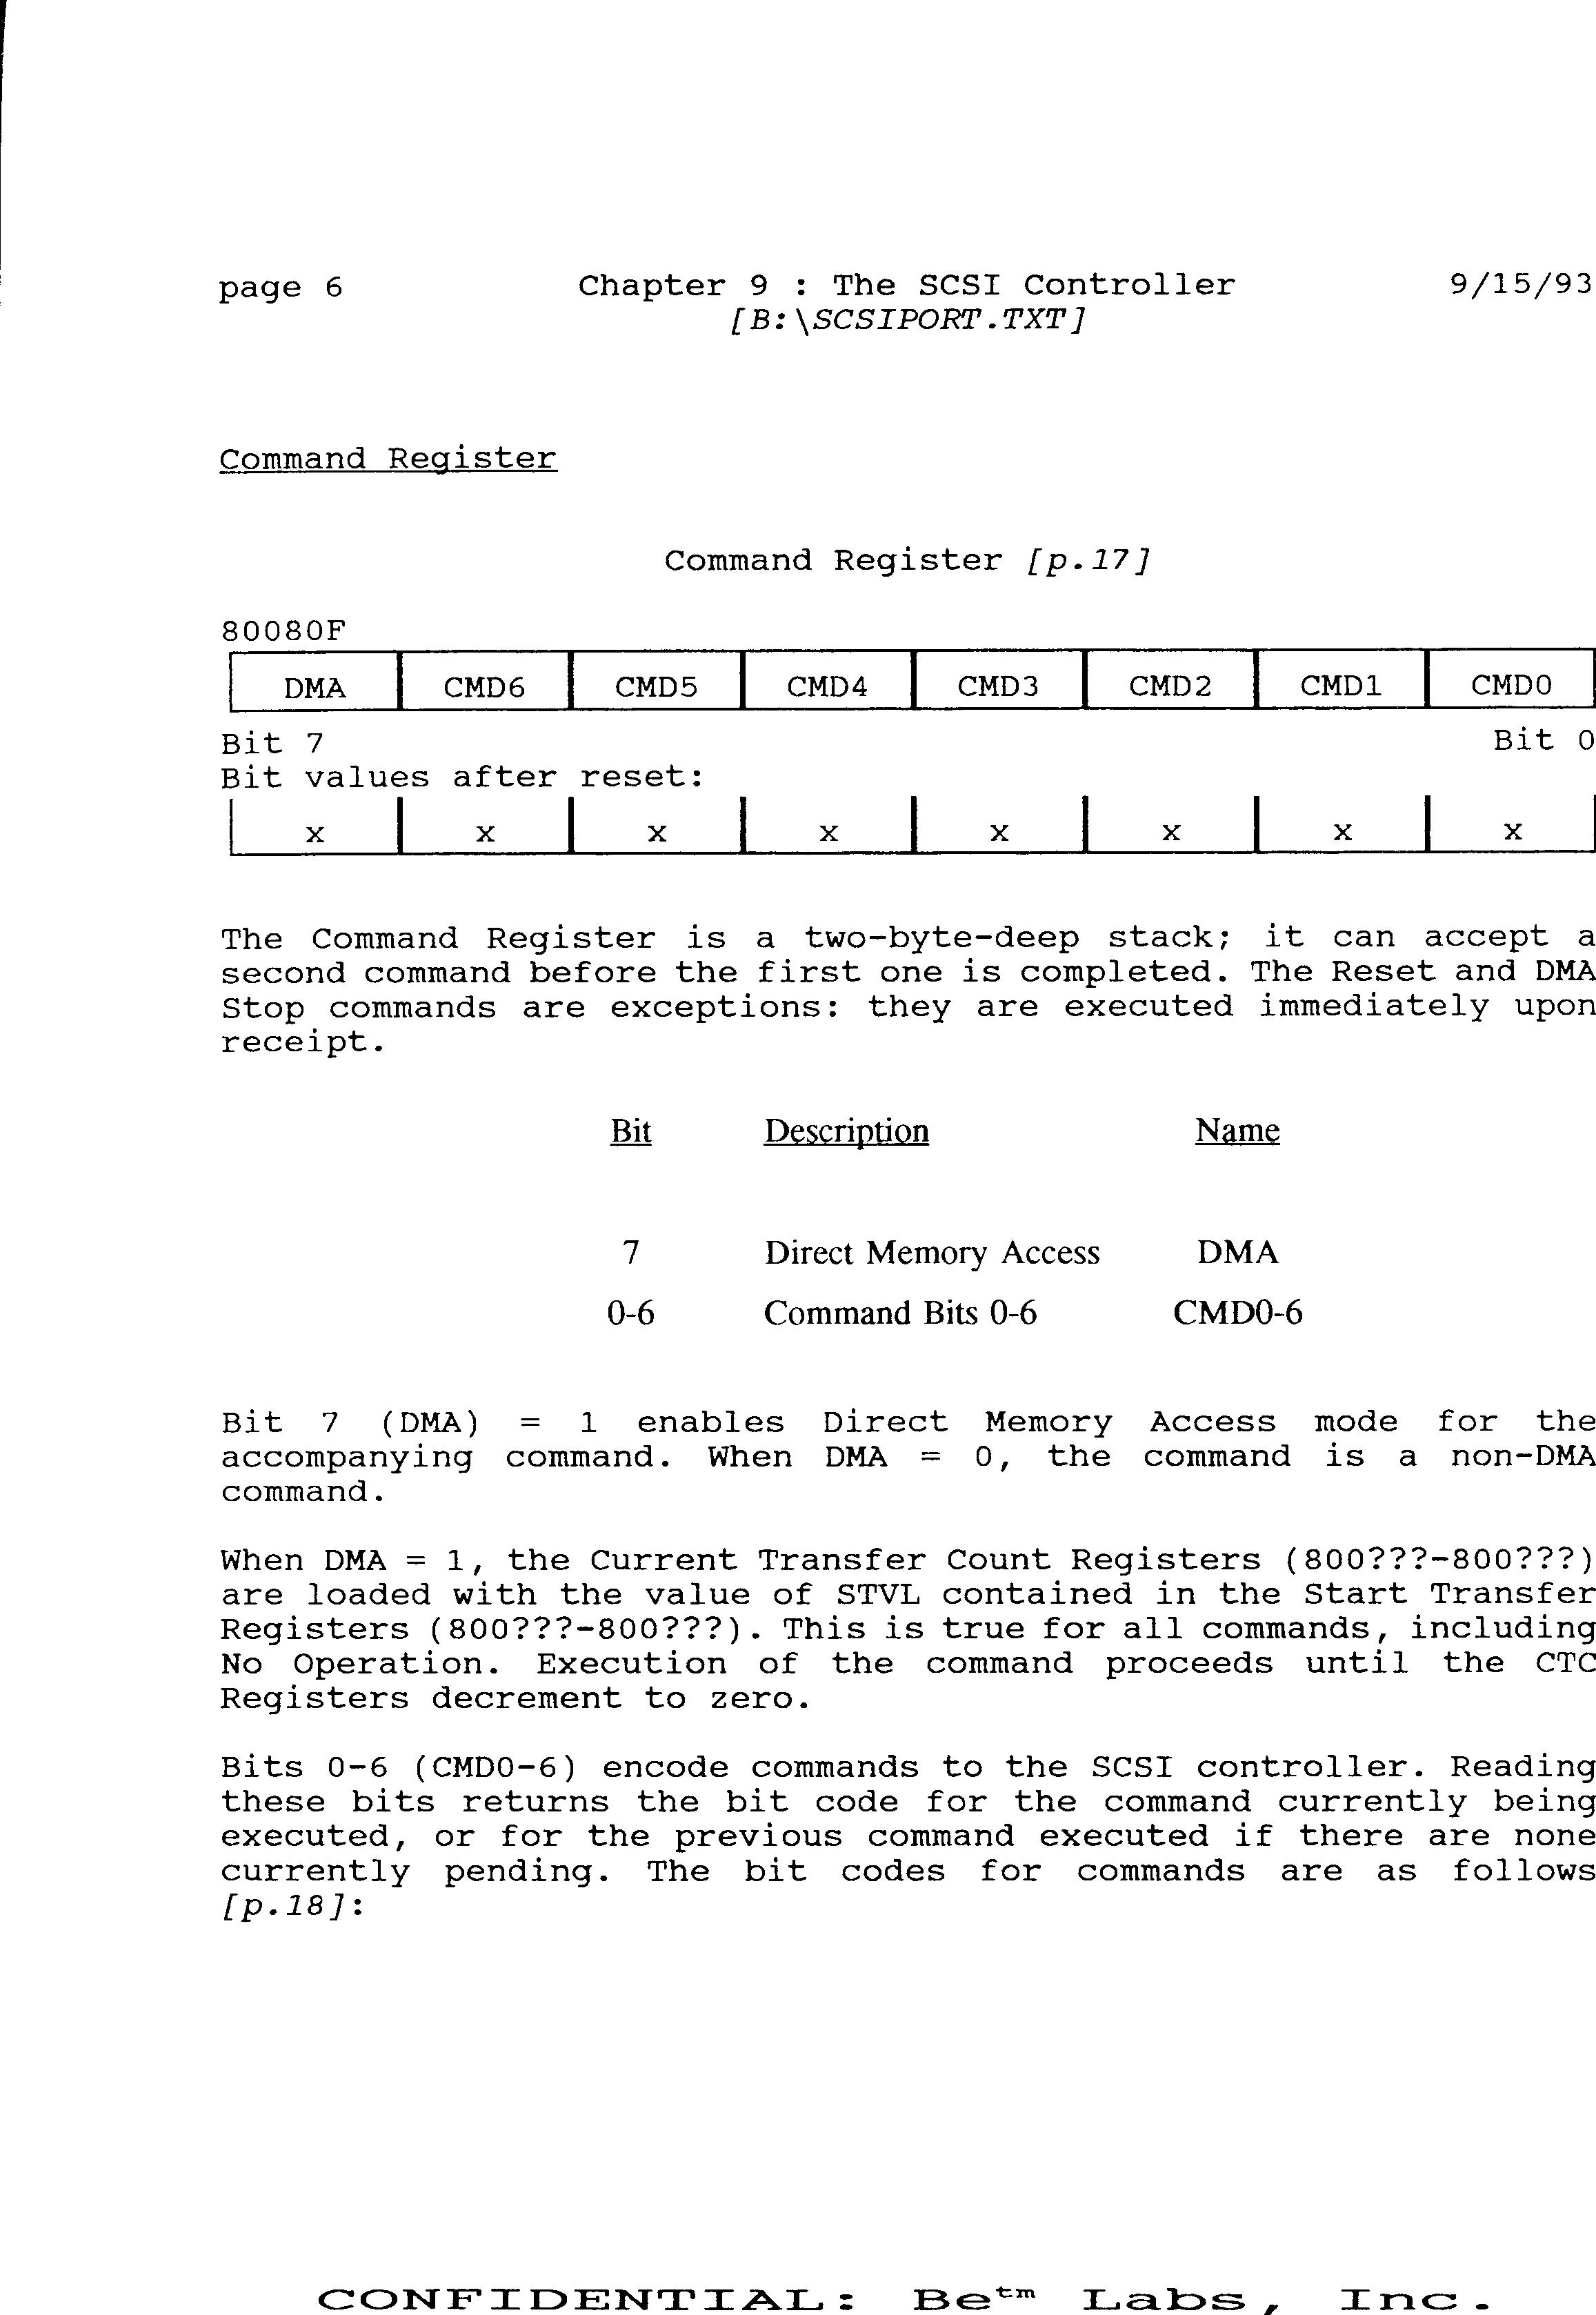 page 6 Chapter 9 : The SCSI Controller 9/15/93
[B:\SCSIPORT.TXT]
Command Register
Command Register [p.17]
80080F
DMA CMD6 CMD5 CMD4 CMD3 CMD2 CMD1 CMD0
Bit 7 Bit 0
Bit values after reset:
x x x x x x x x
The Command Register is a two-byte-deep stack; it can accept a
second command before the first one is completed. The Reset and DMA
Stop commands are exceptions: they are executed immediately upon
receipt.
Bit Description Name
7 Direct Memory Access DMA
0-6 Command Bits 0-6 CMD0-6
Bit 7 (DMA) = 1 enables Direct Memory Access mode for the
accompanying command. When DMA = 0, the command is a non-DMA
command.
When DMA = 1, the Current Transfer Count Registers (800???-800???)
are loaded with the value of STVL contained in the Start Transfer
Registers (800???-800???). This is true for all commands, including
No Operation. Execution of the command proceeds until the CTC
Registers decrement to zero.
Bits 0-6 (CMD0-6) encode commands to the SCSI controller. Reading
these bits returns the bit code for the command currently being
executed, or for the previous command executed if there are none
currently pending. The bit codes for commands are as follows
[p.18]:
CONFIDENTIAL: Be™ Labs, Inc.